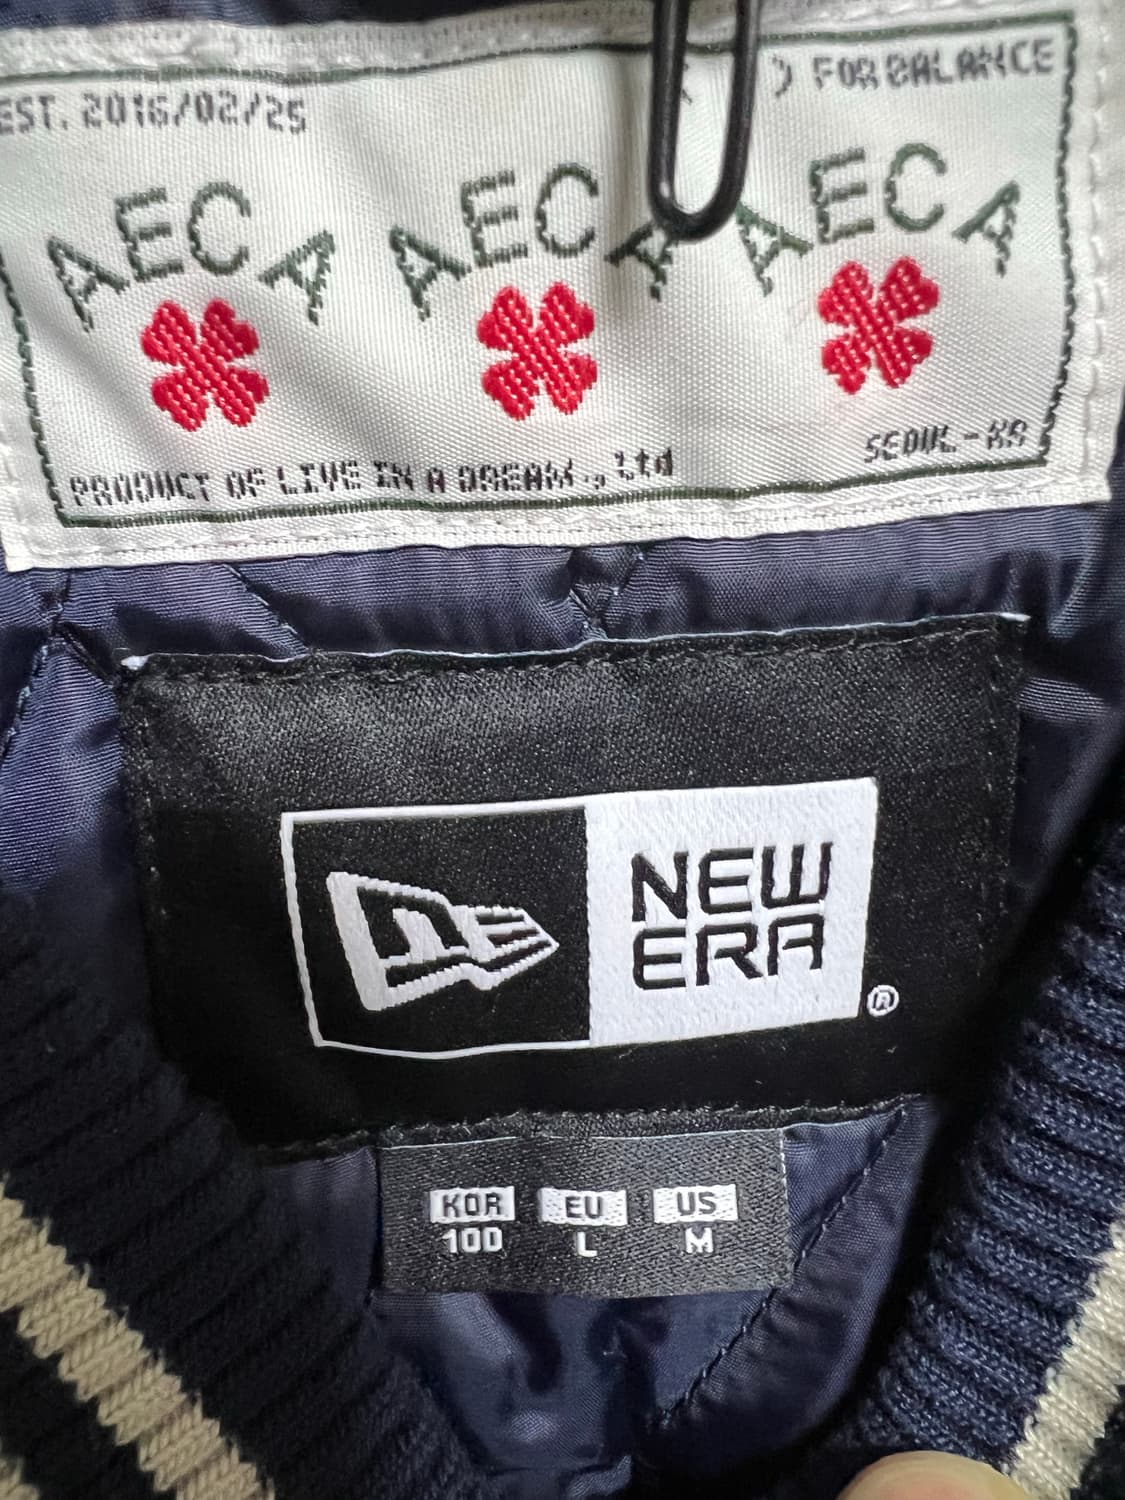 EST. 2016/02/25
) FOR BALANCE
AECA AECA AECA
PRODUCT OF LIVE IN A DREAM., Ltd
SEOUL-KR
NEW
ERA
®
KOR EU US
100 L M